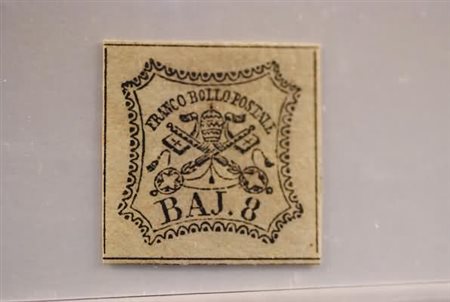 FRANCO BOLLO POSTALE
BAJ. 8